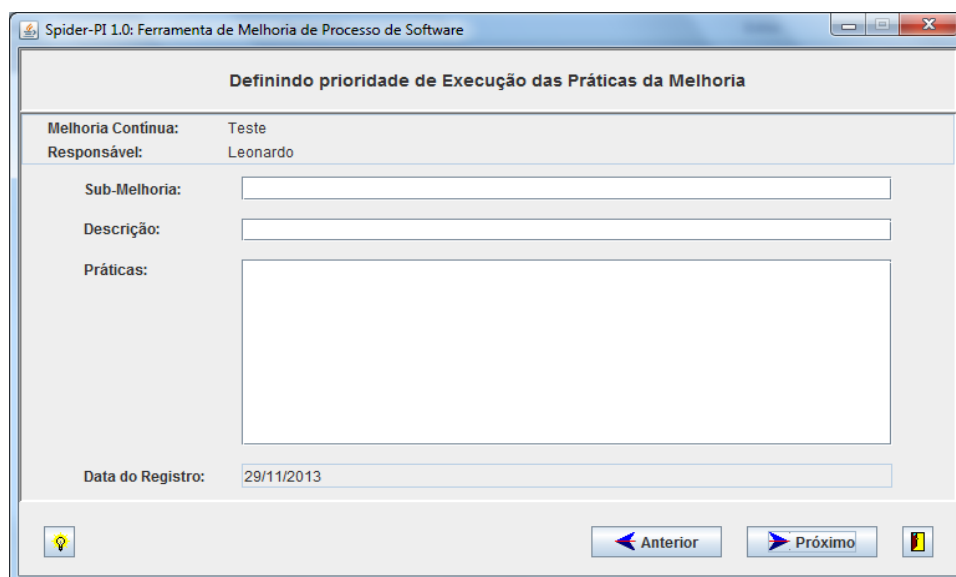 Spider-PI 1.0: Ferramenta de Melhoria de Processo de Software
Definindo prioridade de Execução das Práticas da Melhoria
Melhoria Contínua: Teste
Responsável: Leonardo
Sub-Melhoria:
Descrição:
Práticas:
Data do Registro: 29/11/2013
Anterior Próximo